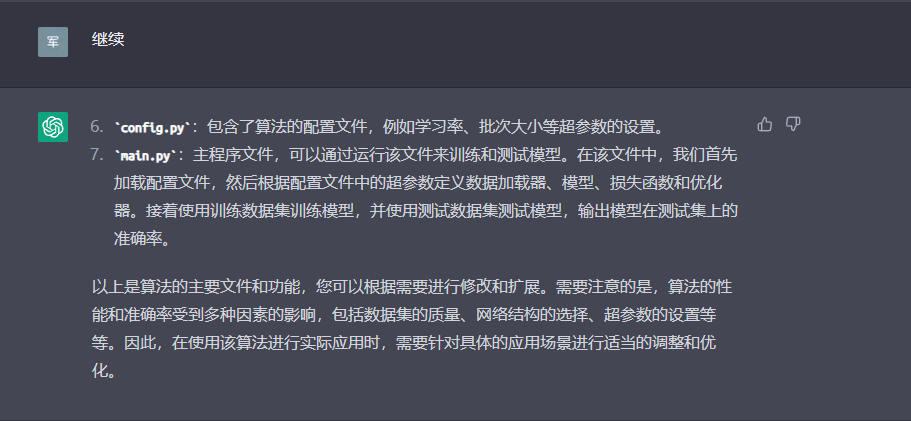 军
继续
6. `config.py`：包含了算法的配置文件，例如学习率、批次大小等超参数的设置。
7. `main.py`：主程序文件，可以通过运行该文件来训练和测试模型。在该文件中，我们首先
加载配置文件，然后根据配置文件中的超参数定义数据加载器、模型、损失函数和优化
器。接着使用训练数据集训练模型，并使用测试数据集测试模型，输出模型在测试集上的
准确率。
以上是算法的主要文件和功能，您可以根据需要进行修改和扩展。需要注意的是，算法的性
能和准确率受到多种因素的影响，包括数据集的质量、网络结构的选择、超参数的设置等
等。因此，在使用该算法进行实际应用时，需要针对具体的应用场景进行适当的调整和优
化。